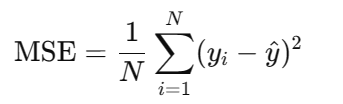 MSE = \frac{1}{N} \sum_{i=1}^{N} (y_i - \hat{y})^2